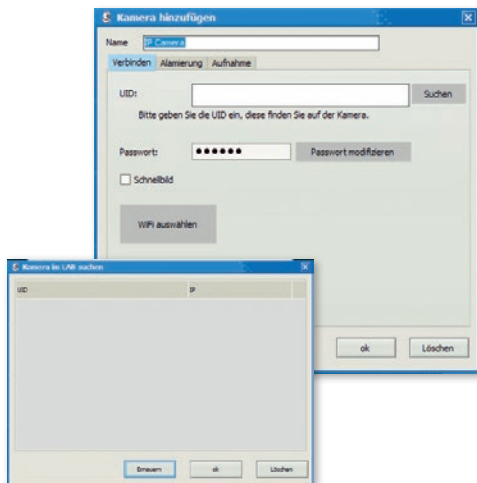 Kamera hinzufügen
Name IP Camera
Verbinden Alamierung Aufnahme
UID: Suchen
Bitte geben Sie die UID ein, diese finden Sie auf der Kamera.
Passwort: ●●●●●● Passwort modifizieren
Schnellbild
WiFi auswählen
ok Löschen
Kamera im LAN suchen
UID IP
Erneuern ok Löschen